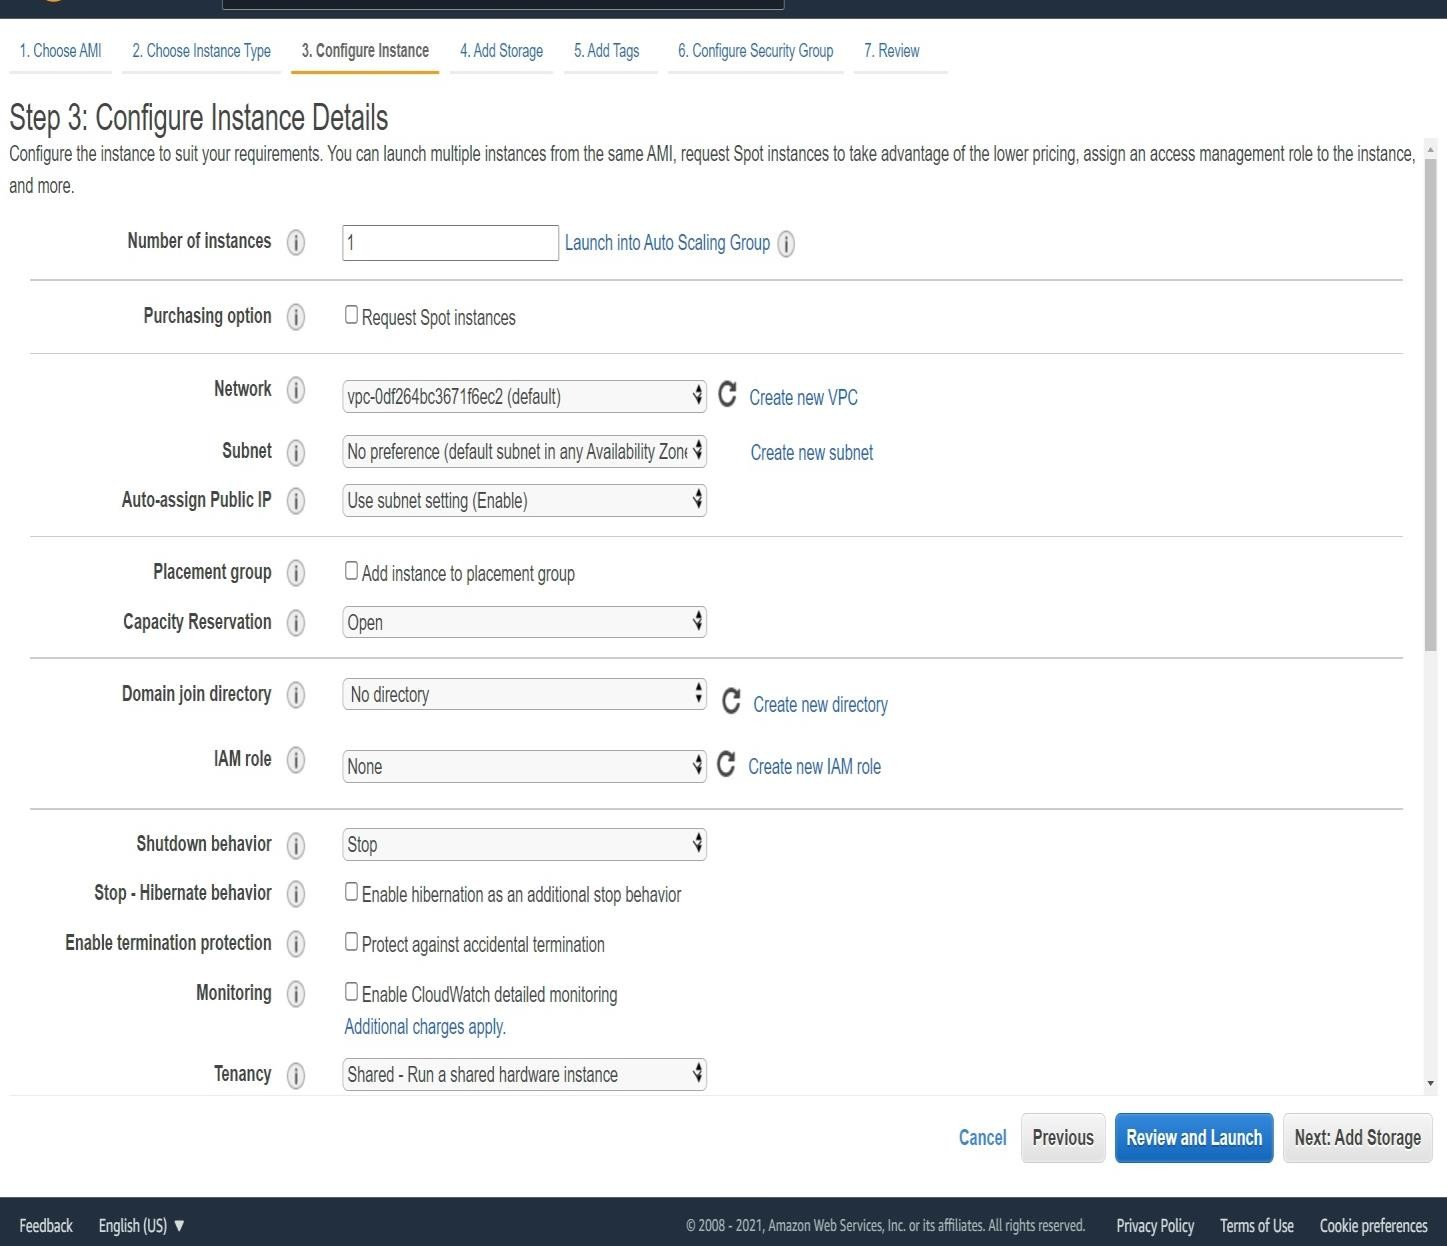 1. Choose AMI 2. Choose Instance Type 3. Configure Instance 4. Add Storage 5. Add Tags 6. Configure Security Group 7. Review
Step 3: Configure Instance Details
Configure the instance to suit your requirements. You can launch multiple instances from the same AMI, request Spot instances to take advantage of the lower pricing, assign an access management role to the instance,
and more.
Number of instances 1 Launch into Auto Scaling Group
Purchasing option Request Spot instances
Network vpc-0df264bc3671f6ec2 (default) Create new VPC
Subnet No preference (default subnet in any Availability Zone Create new subnet
Auto-assign Public IP Use subnet setting (Enable)
Placement group Add instance to placement group
Capacity Reservation Open
Domain join directory No directory Create new directory
IAM role None Create new IAM role
Shutdown behavior Stop
Stop - Hibernate behavior Enable hibernation as an additional stop behavior
Enable termination protection Protect against accidental termination
Monitoring Enable CloudWatch detailed monitoring
Additional charges apply.
Tenancy Shared - Run a shared hardware instance
Cancel Previous Review and Launch Next: Add Storage
Feedback English (US) © 2008 - 2021, Amazon Web Services, Inc. or its affiliates. All rights reserved. Privacy Policy Terms of Use Cookie preferences